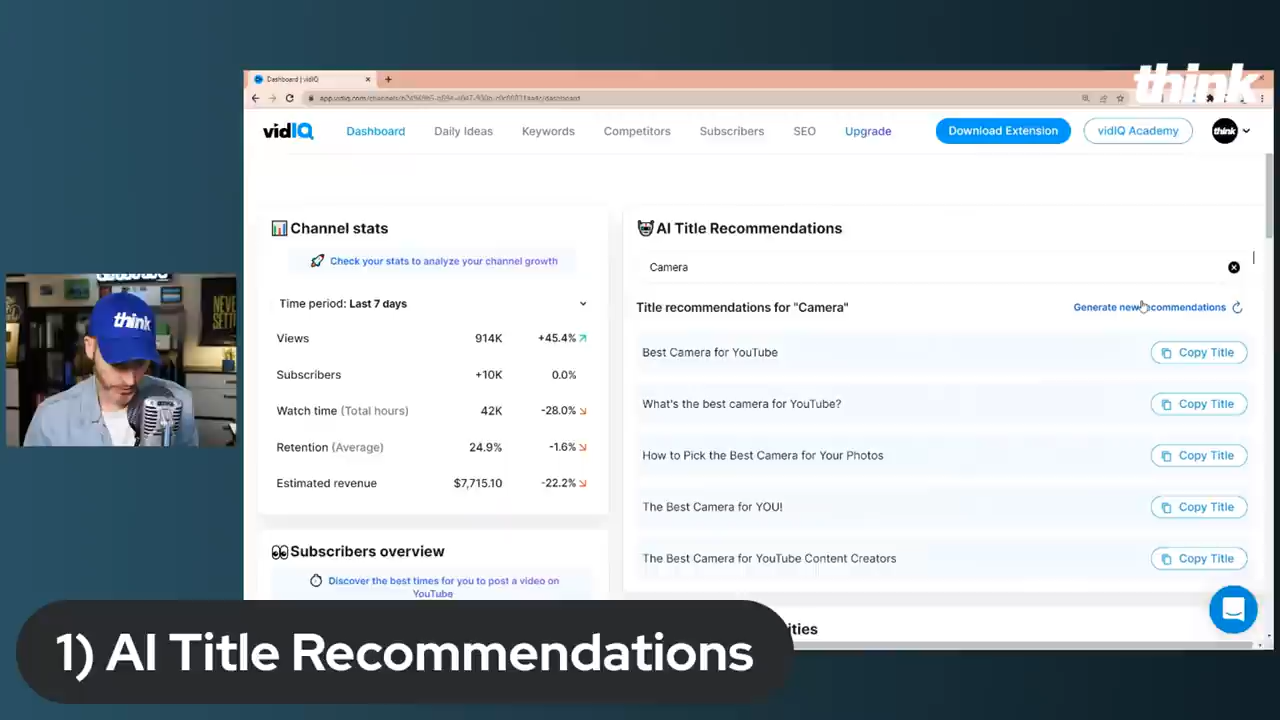 think
Dashboard | vidIQ
vidIQ
Dashboard
Daily Ideas
Keywords
Competitors
Subscribers
SEO
Upgrade
Download Extension
vidIQ Academy
think
Channel stats
Check your stats to analyze your channel growth
Time period: Last 7 days
Views 914K +45.4%
Subscribers +10K 0.0%
Watch time (Total hours) 42K -28.0%
Retention (Average) 24.9% -1.6%
Estimated revenue $7,715.10 -22.2%
Subscribers overview
Discover the best times for you to post a video on
YouTube
AI Title Recommendations
Camera
Title recommendations for "Camera"
Generate new recommendations
Best Camera for YouTube
Copy Title
What's the best camera for YouTube?
Copy Title
How to Pick the Best Camera for Your Photos
Copy Title
The Best Camera for YOU!
Copy Title
The Best Camera for YouTube Content Creators
Copy Title
think
NEVER
1) AI Title Recommendations